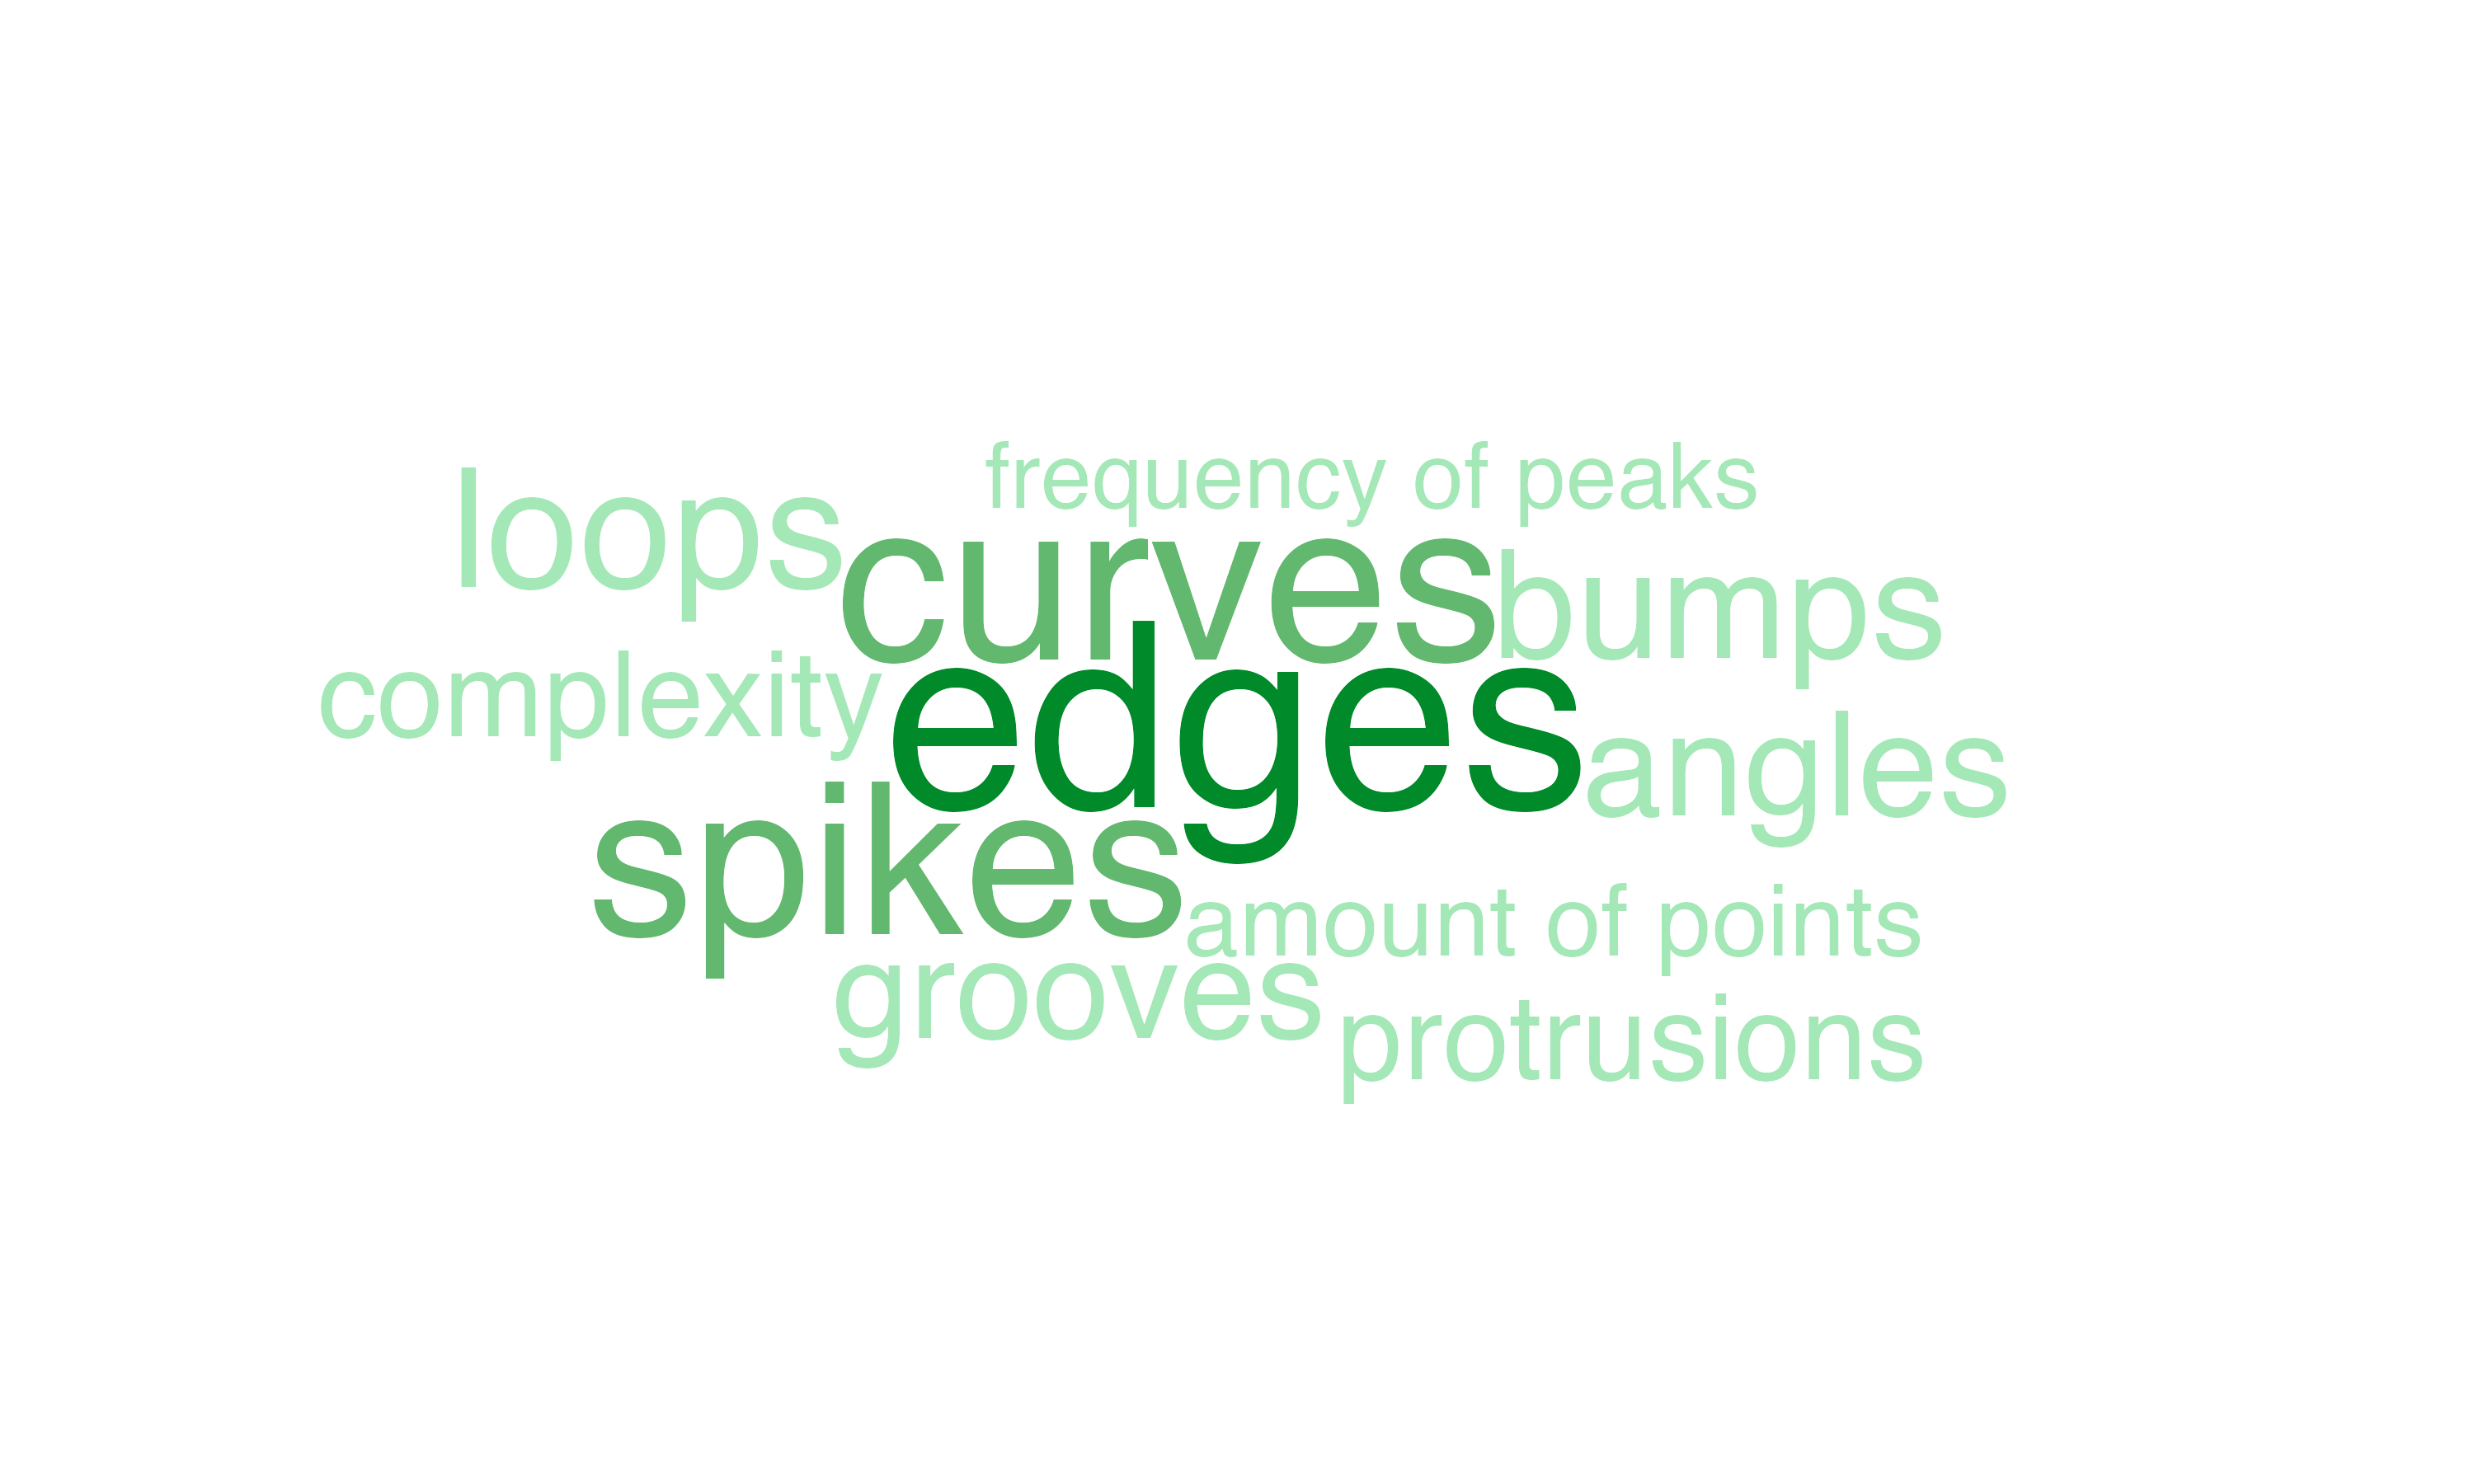 frequency of peaks
loops
curves
bumps
complexity
edges
angles
spikes
amount of points
grooves
protrusions